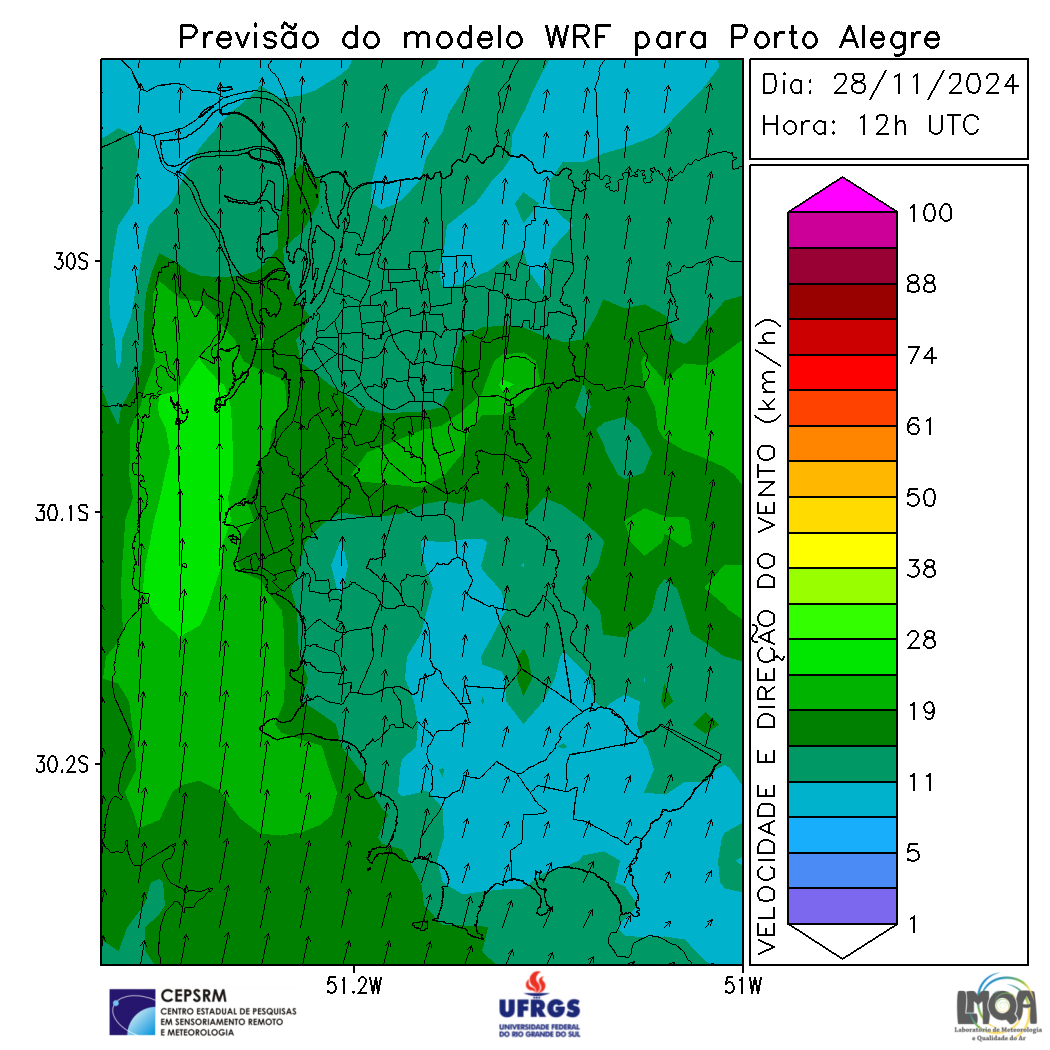 Previsão do modelo WRF para Porto Alegre
Dia: 28/11/2024
Hora: 12h UTC
30S
30.1S
30.2S
51.2W
51W
VELOCIDADE E DIREÇÃO DO VENTO (km/h)
100
88
74
61
50
38
28
19
11
5
1
CEPSRM
CENTRO ESTADUAL DE PESQUISAS
EM SENSORIAMENTO REMOTO
E METEOROLOGIA
UFRGS
UNIVERSIDADE FEDERAL
DO RIO GRANDE DO SUL
LMQA
Laboratório de Meteorologia
e Qualidade do Ar